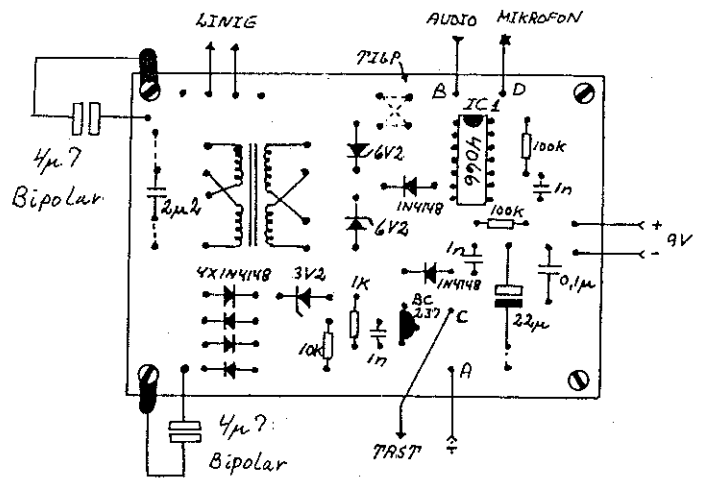 LINIE
AUDIO
MIKROFON
TILP
B
D
IC1
4066
100K
1n
4µ7
Bipolar
2µ2
6V2
1N4148
6V2
100K
+
-
9V
4X1N4148
3V2
1K
1n
1N4148
0,1µ
10K
1n
BC
237
C
22µ
A
4µ7
Bipolar
TAST